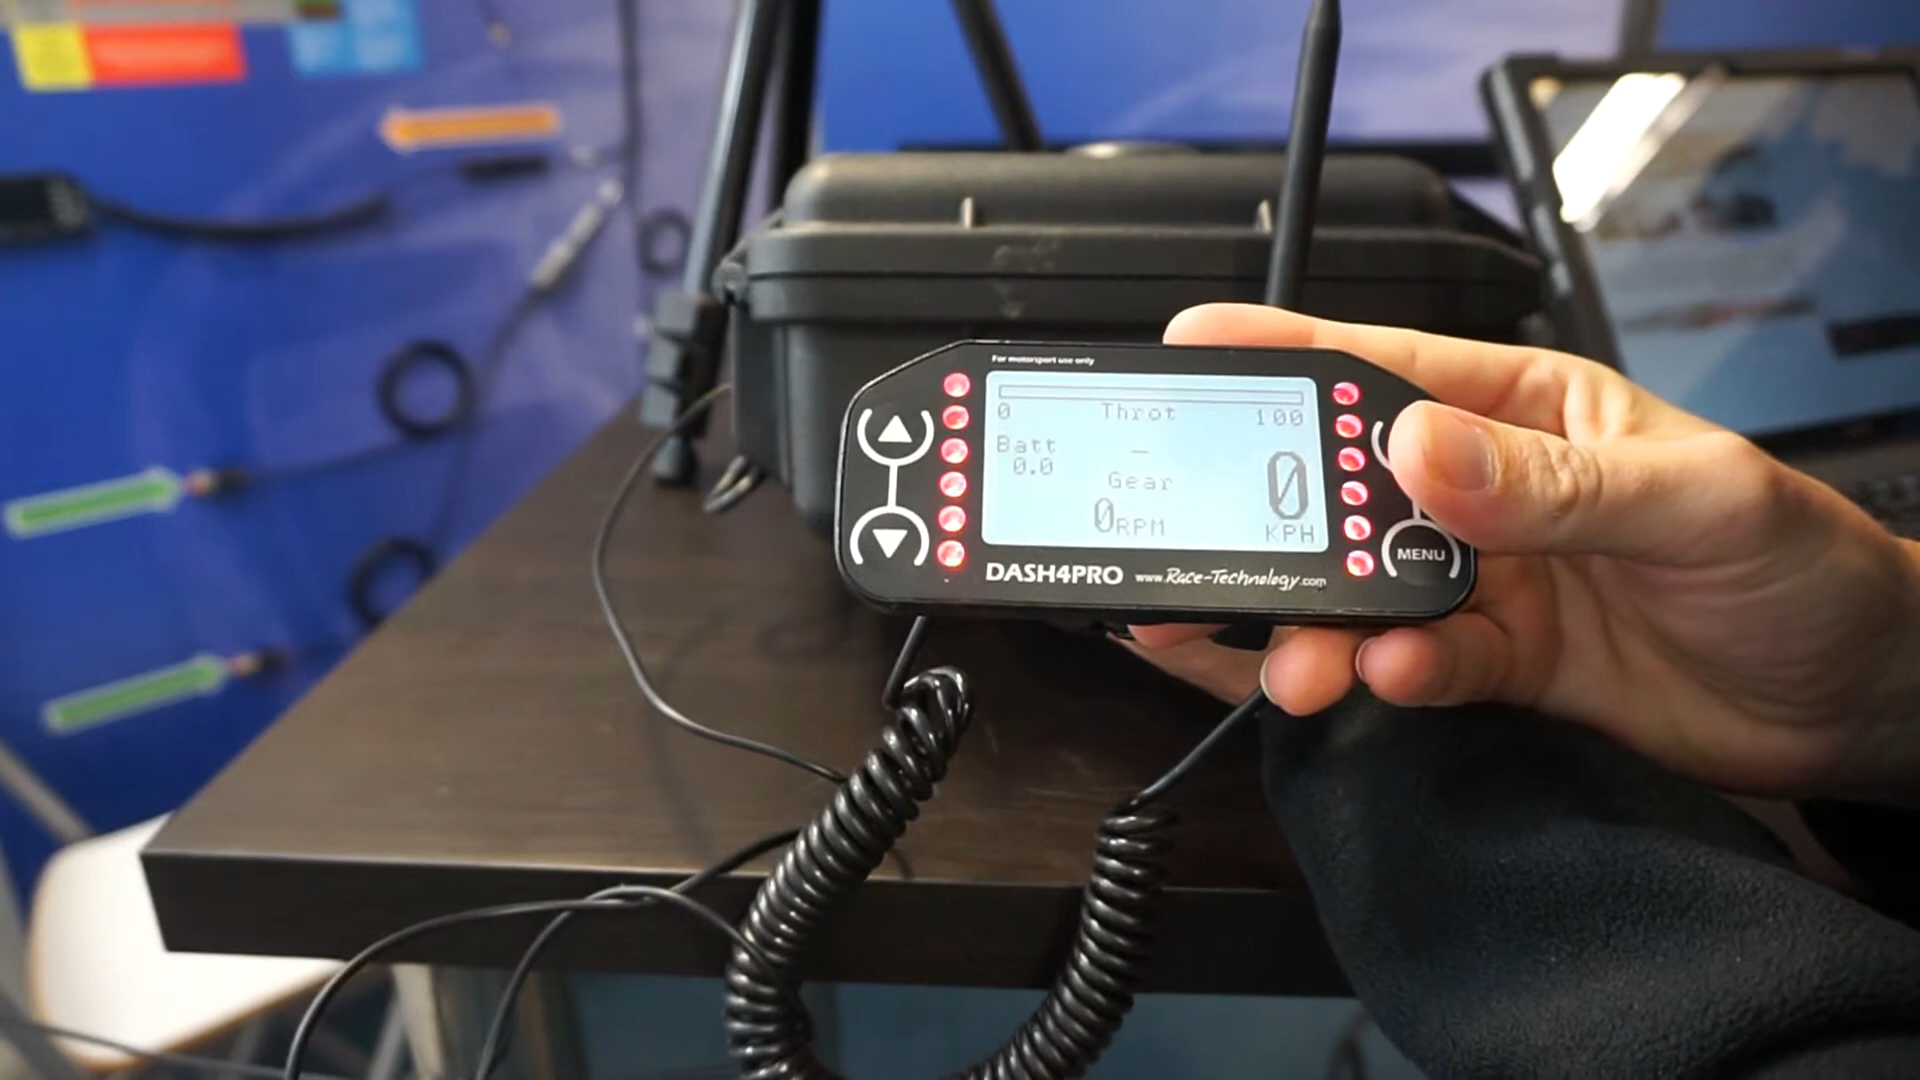 For motorsport use only
0 Throt 100
Batt
0.0
Gear
0
0RPM
KPH
DASH4PRO www.Race-Technology.com
MENU